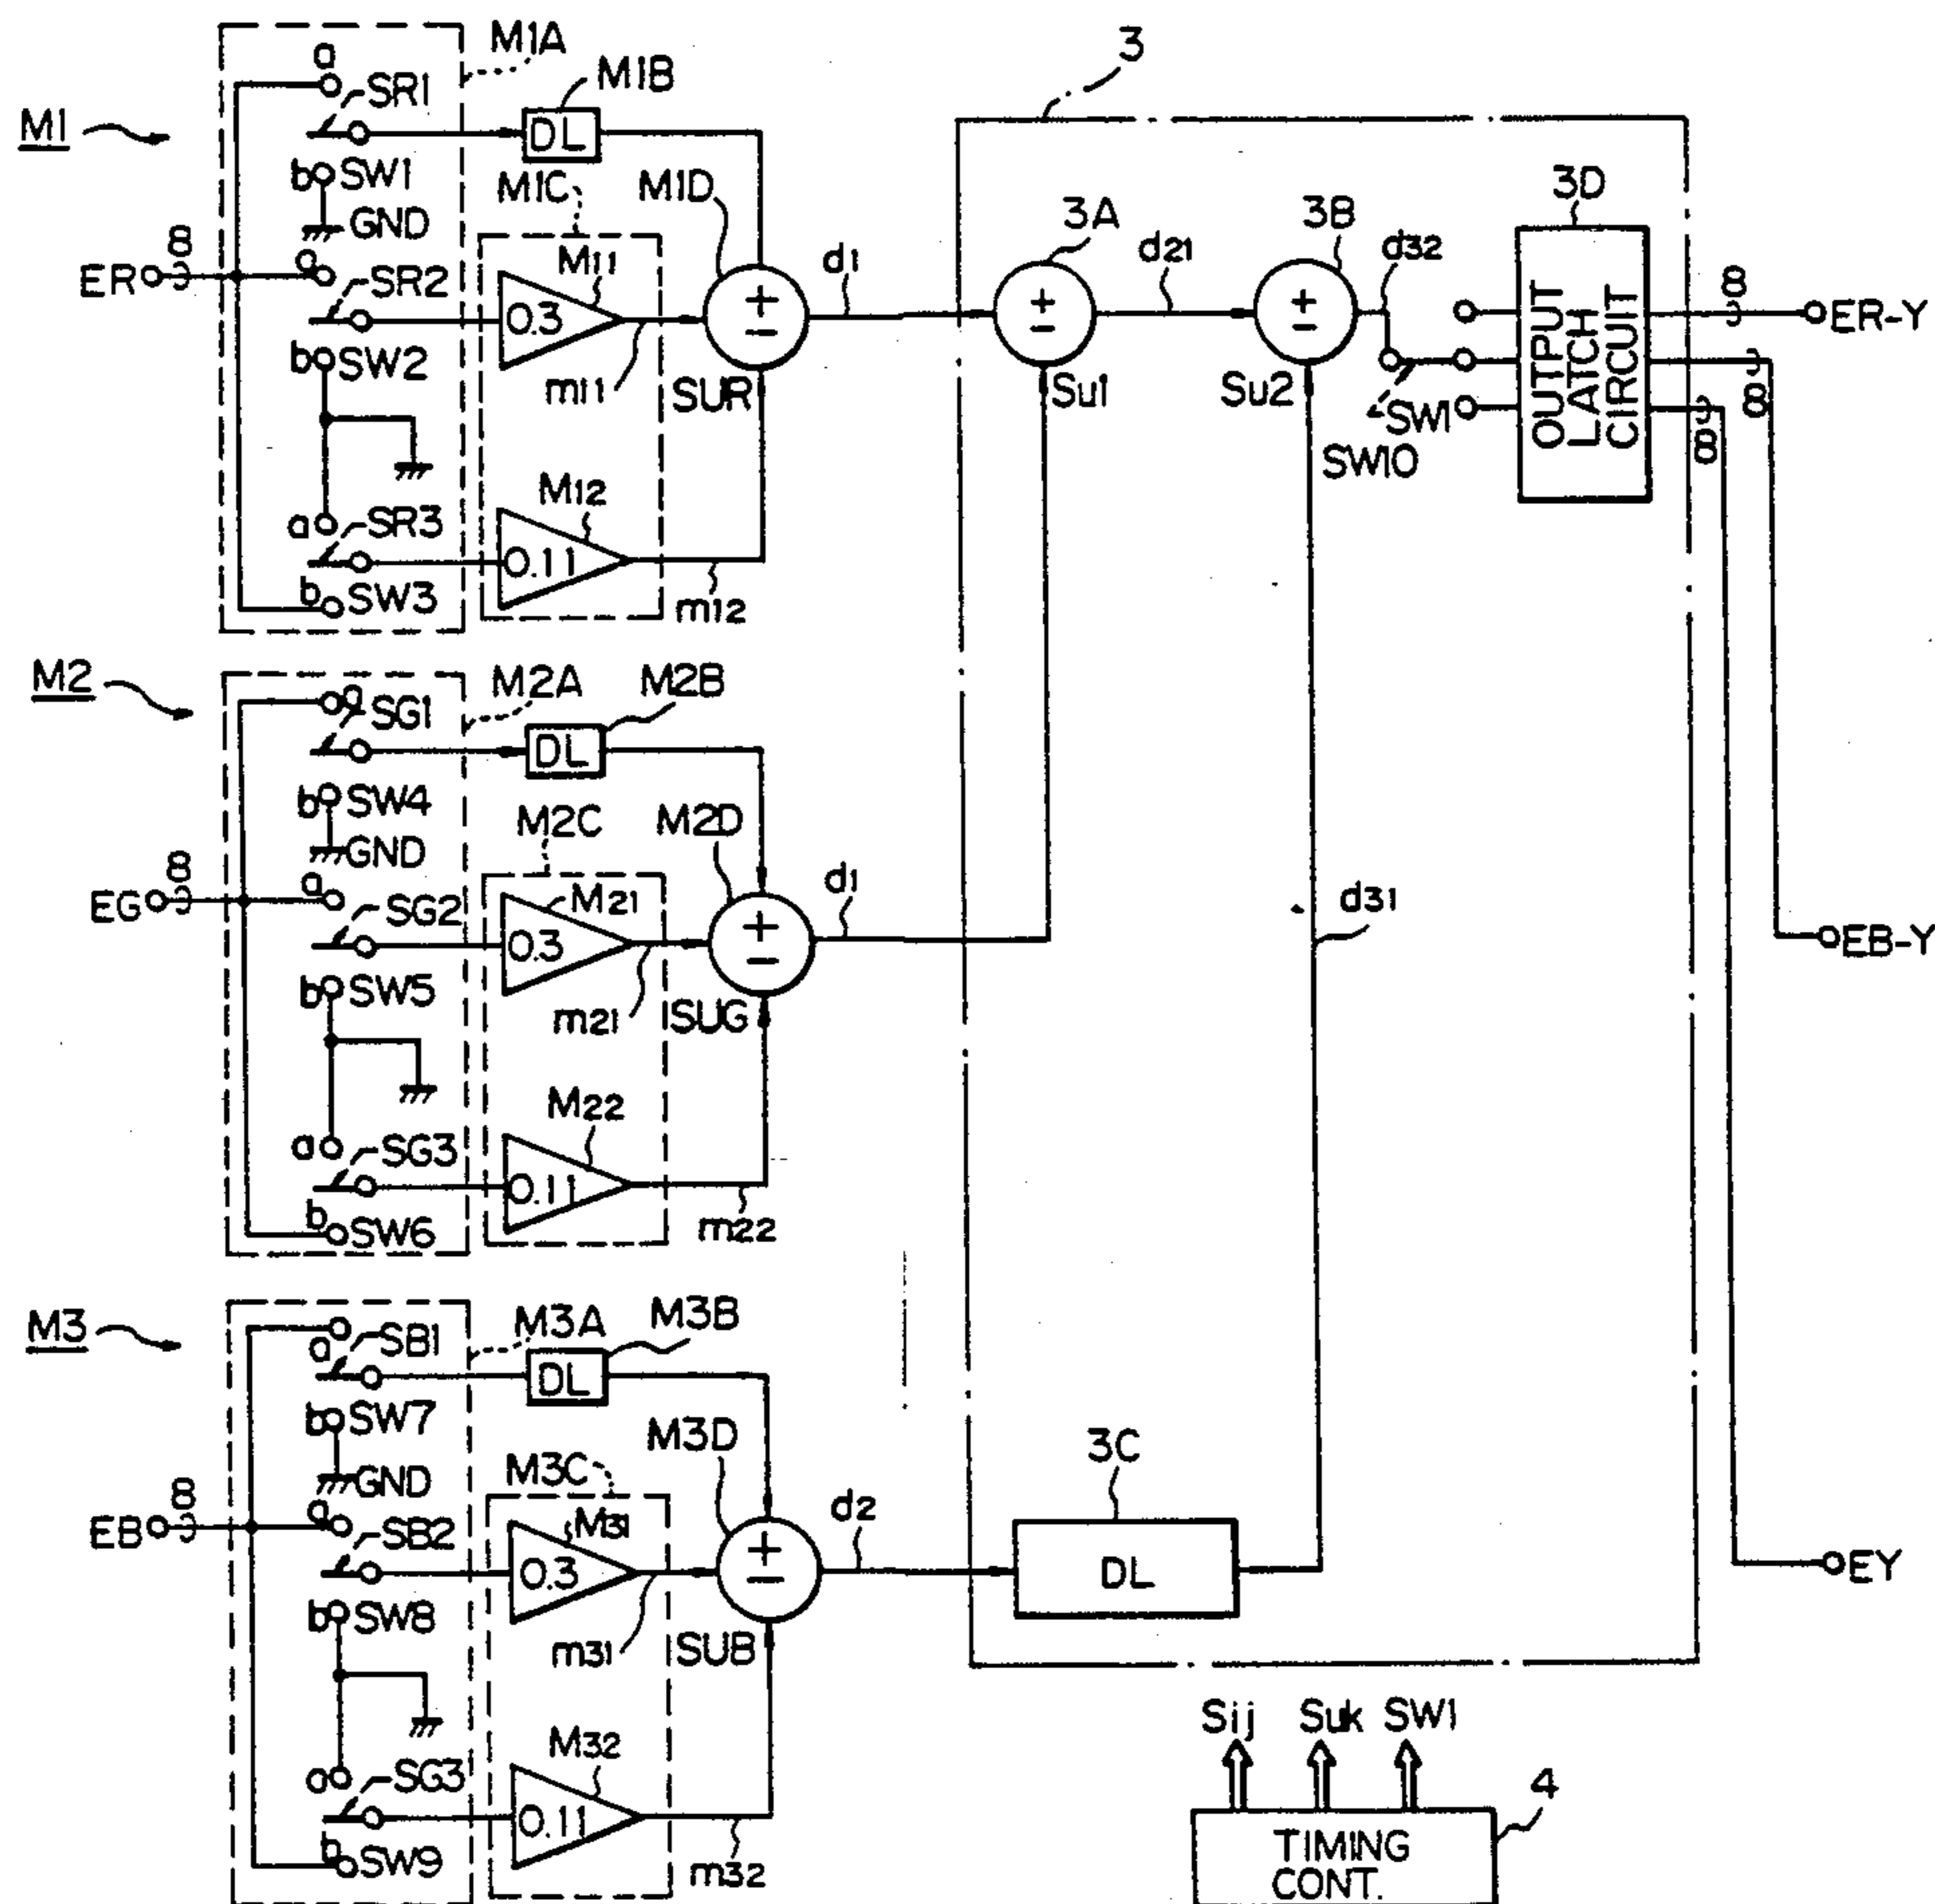 M1
a
SR1
M1A
M1B
DL
b SW1
GND
M1C
M1D
3
8
ER
a
SR2
M11
0.3
+
-
d1
3A
+
-
d21
3B
+
-
d32
3D
OUTPUT
LATCH
CIRCUIT
8
ER-Y
b SW2
m11
SUR
Su1
Su2
SW1
SW10
8
8
M12
a
SR3
0.11
b SW3
m12
M2
a
SG1
M2A
M2B
DL
b SW4
GND
M2C
M2D
8
EG
a
SG2
M21
0.3
+
-
d1
d31
EB-Y
b SW5
m21
SUG
M22
a
SG3
0.11
b SW6
m22
M3
a
SB1
M3A
M3B
DL
b SW7
GND
M3C
M3D
8
EB
a
SB2
M31
0.3
+
-
d2
3C
DL
EY
b SW8
m31
SUB
M32
a
SG3
0.11
b SW9
m32
Sij Suk SW1
4
TIMING
CONT.